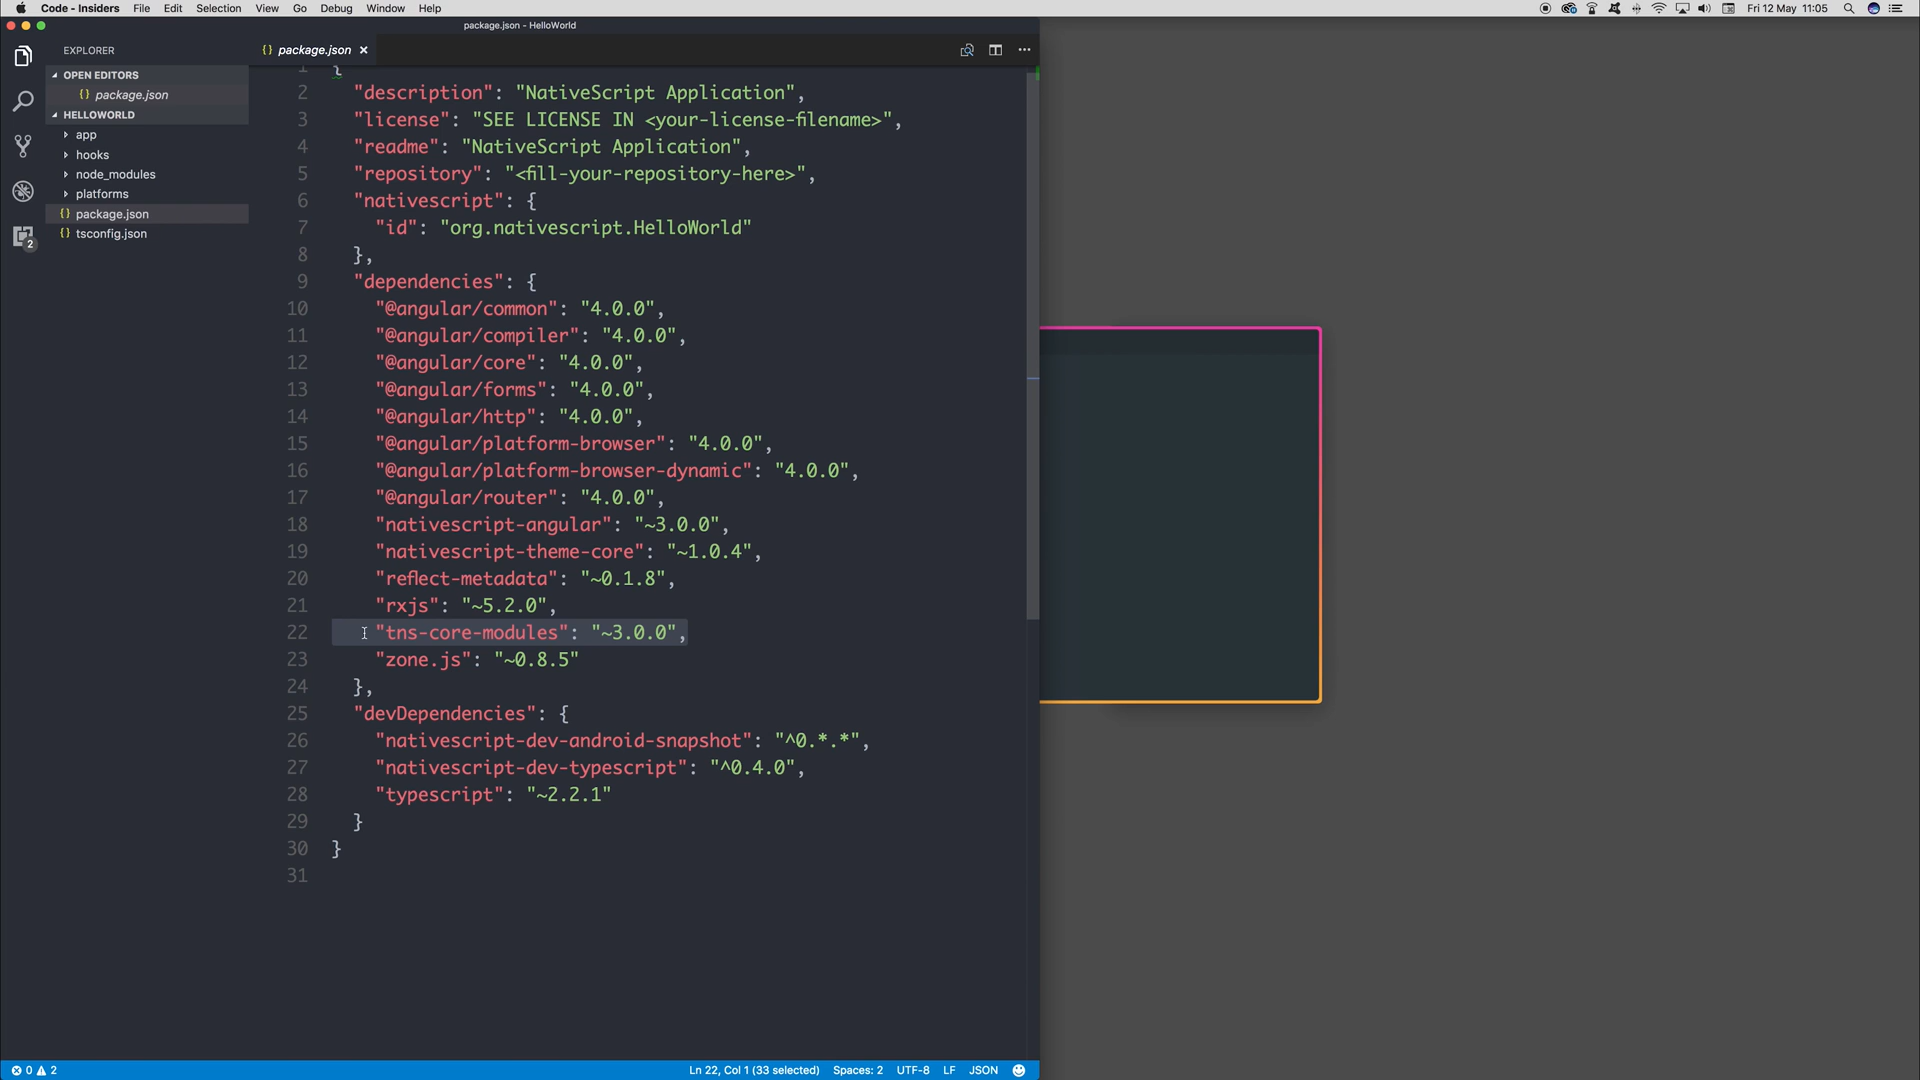 Code - Insiders File Edit Selection View Go Debug Window Help Fri 12 May 11:05
package.json - HelloWorld
EXPLORER
OPEN EDITORS
{} package.json
HELLOWORLD
app
hooks
node_modules
platforms
{} package.json
{} tsconfig.json
2
{} package.json ×
1 {
2 "description": "NativeScript Application",
3 "license": "SEE LICENSE IN <your-license-filename>",
4 "readme": "NativeScript Application",
5 "repository": "<fill-your-repository-here>",
6 "nativescript": {
7 "id": "org.nativescript.HelloWorld"
8 },
9 "dependencies": {
10 "@angular/common": "4.0.0",
11 "@angular/compiler": "4.0.0",
12 "@angular/core": "4.0.0",
13 "@angular/forms": "4.0.0",
14 "@angular/http": "4.0.0",
15 "@angular/platform-browser": "4.0.0",
16 "@angular/platform-browser-dynamic": "4.0.0",
17 "@angular/router": "4.0.0",
18 "nativescript-angular": "~3.0.0",
19 "nativescript-theme-core": "~1.0.4",
20 "reflect-metadata": "~0.1.8",
21 "rxjs": "~5.2.0",
22 "tns-core-modules": "~3.0.0",
23 "zone.js": "~0.8.5"
24 },
25 "devDependencies": {
26 "nativescript-dev-android-snapshot": "^0.*.*",
27 "nativescript-dev-typescript": "^0.4.0",
28 "typescript": "~2.2.1"
29 }
30 }
31
0 2 Ln 22, Col 1 (33 selected) Spaces: 2 UTF-8 LF JSON